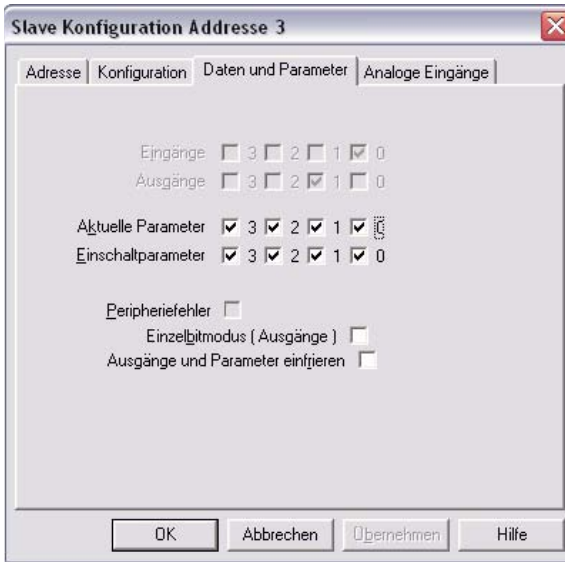 Slave Konfiguration Addresse 3
Adresse Konfiguration Daten und Parameter Analoge Eingänge
Eingänge 3 2 1 0
Ausgänge 3 2 1 0
Aktuelle Parameter 3 2 1 0
Einschaltparameter 3 2 1 0
Peripheriefehler
Einzelbitmodus ( Ausgänge )
Ausgänge und Parameter einfrieren
OK Abbrechen Übernehmen Hilfe